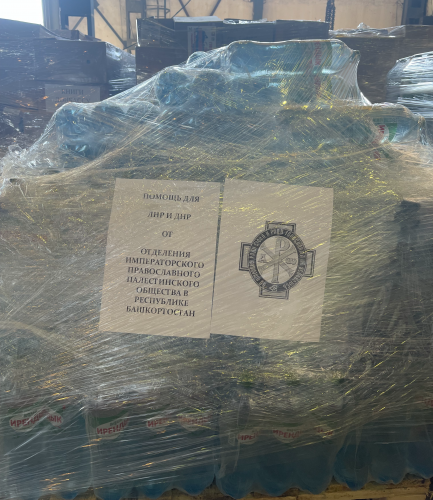 ПОМОЩЬ ДЛЯ
ЛНР И ДНР
ОТ
ОТДЕЛЕНИЯ
ИМПЕРАТОРСКОГО
ПРАВОСЛАВНОГО
ПАЛЕСТИНСКОГО
ОБЩЕСТВА В
РЕСПУБЛИКЕ
БАШКОРТОСТАН